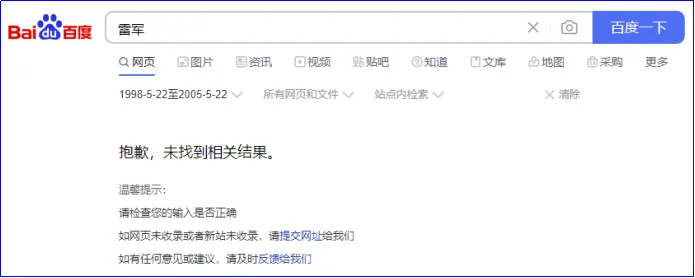 Baidu百度 雷军 百度一下
网页 图片 资讯 视频 贴吧 知道 文库 地图 采购 更多
1998-5-22至2005-5-22 所有网页和文件 站点内检索 清除
抱歉，未找到相关结果。
温馨提示：
请检查您的输入是否正确
如网页未收录或者新站未收录，请提交网址给我们
如有任何意见或建议，请及时反馈给我们